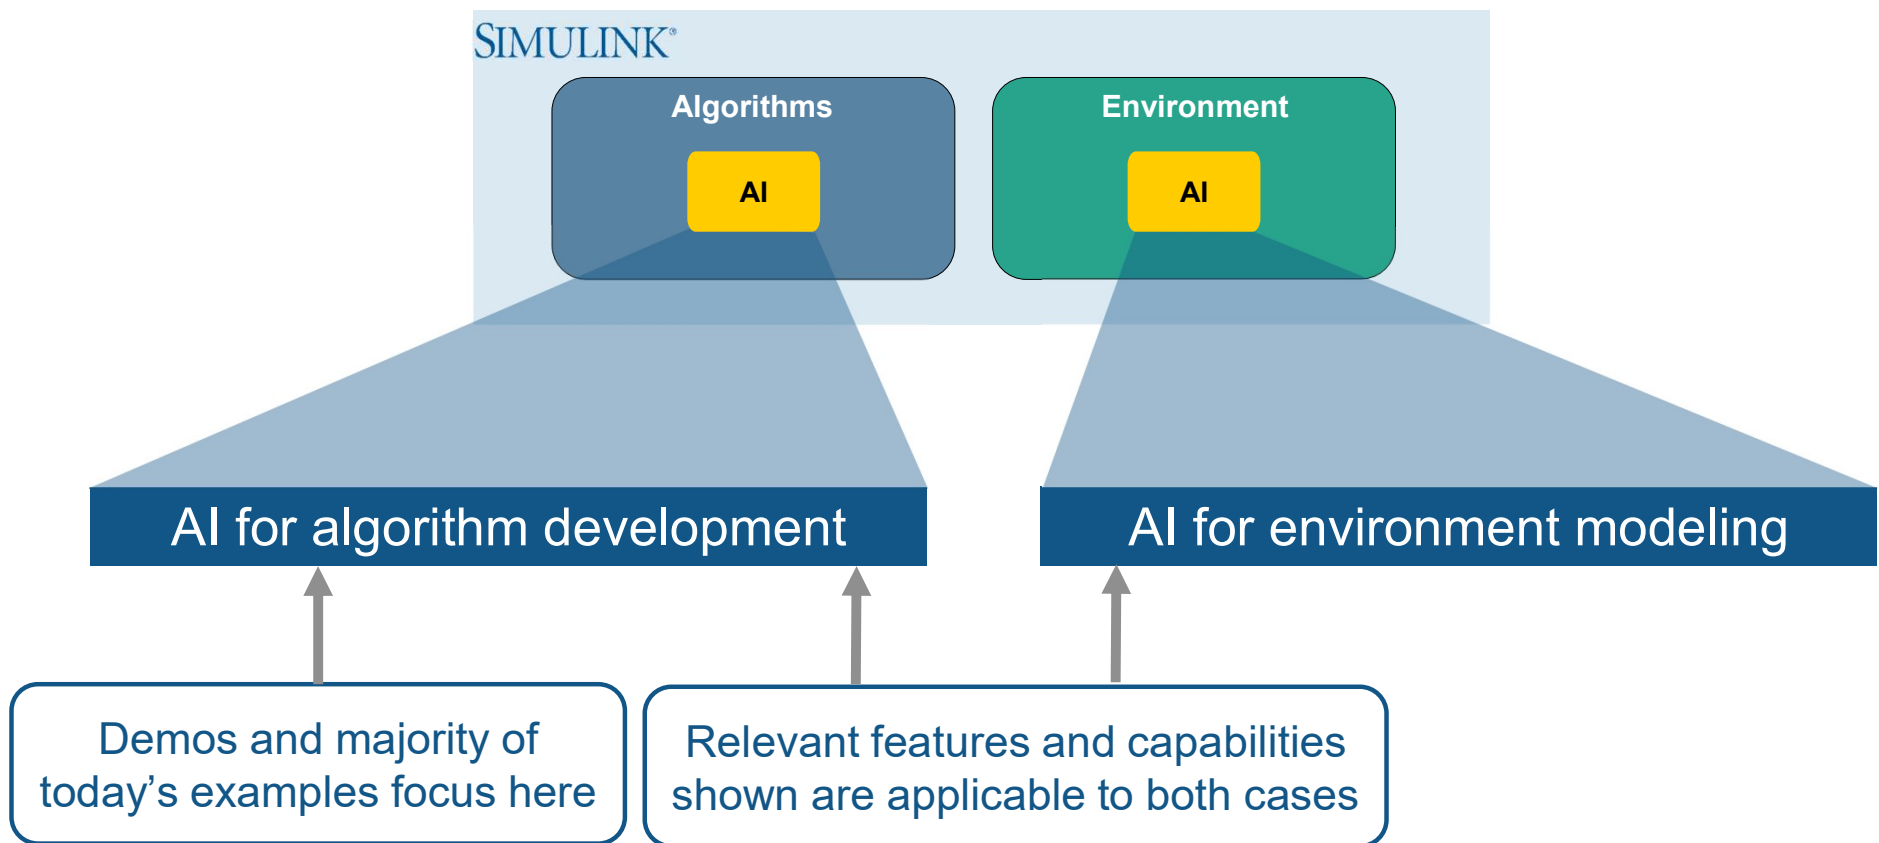 SIMULINK®
Algorithms
Environment
AI
AI
AI for algorithm development
AI for environment modeling
Demos and majority of
today’s examples focus here
Relevant features and capabilities
shown are applicable to both cases